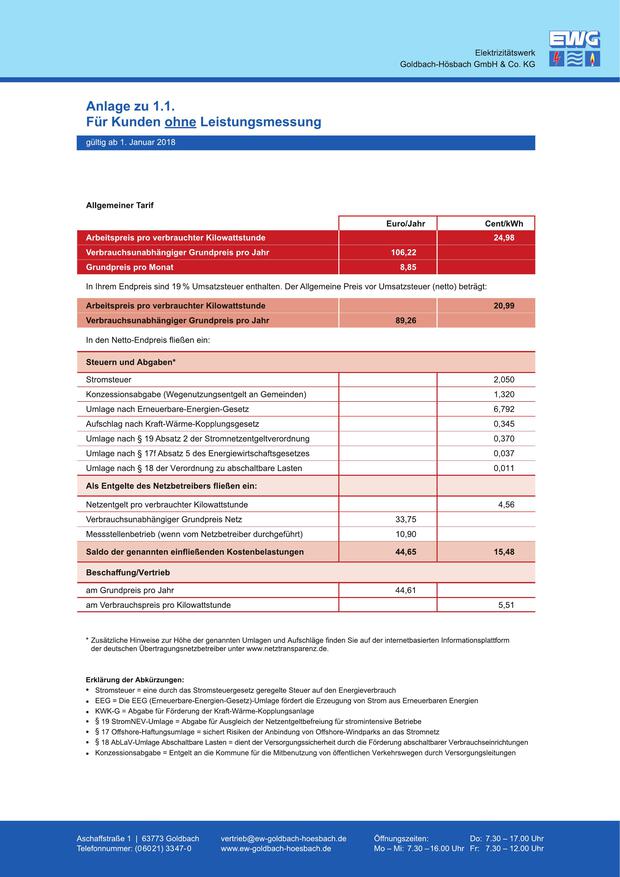 EWG
Elektrizitätswerk
Goldbach-Hösbach GmbH & Co. KG
Anlage zu 1.1.
Für Kunden ohne Leistungsmessung
gültig ab 1. Januar 2018
Allgemeiner Tarif
Euro/Jahr Cent/kWh
Arbeitspreis pro verbrauchter Kilowattstunde 24,98
Verbrauchsunabhängiger Grundpreis pro Jahr 106,22
Grundpreis pro Monat 8,85
In Ihrem Endpreis sind 19 % Umsatzsteuer enthalten. Der Allgemeine Preis vor Umsatzsteuer (netto) beträgt:
Arbeitspreis pro verbrauchter Kilowattstunde 20,99
Verbrauchsunabhängiger Grundpreis pro Jahr 89,26
In den Netto-Endpreis fließen ein:
Steuern und Abgaben*
Stromsteuer 2,050
Konzessionsabgabe (Wegenutzungsentgelt an Gemeinden) 1,320
Umlage nach Erneuerbare-Energien-Gesetz 6,792
Aufschlag nach Kraft-Wärme-Kopplungsgesetz 0,345
Umlage nach § 19 Absatz 2 der Stromnetzentgeltverordnung 0,370
Umlage nach § 17f Absatz 5 des Energiewirtschaftsgesetzes 0,037
Umlage nach § 18 der Verordnung zu abschaltbare Lasten 0,011
Als Entgelte des Netzbetreibers fließen ein:
Netzentgelt pro verbrauchter Kilowattstunde 4,56
Verbrauchsunabhängiger Grundpreis Netz 33,75
Messstellenbetrieb (wenn vom Netzbetreiber durchgeführt) 10,90
Saldo der genannten einfließenden Kostenbelastungen 44,65 15,48
Beschaffung/Vertrieb
am Grundpreis pro Jahr 44,61
am Verbrauchspreis pro Kilowattstunde 5,51
* Zusätzliche Hinweise zur Höhe der genannten Umlagen und Aufschläge finden Sie auf der internetbasierten Informationsplattform
der deutschen Übertragungsnetzbetreiber unter www.netztransparenz.de.
Erklärung der Abkürzungen:
• Stromsteuer = eine durch das Stromsteuergesetz geregelte Steuer auf den Energieverbrauch
• EEG = Die EEG (Erneuerbare-Energien-Gesetz)-Umlage fördert die Erzeugung von Strom aus Erneuerbaren Energien
• KWK-G = Abgabe für Förderung der Kraft-Wärme-Kopplungsanlage
• § 19 StromNEV-Umlage = Abgabe für Ausgleich der Netzentgeltbefreiung für stromintensive Betriebe
• § 17 Offshore-Haftungsumlage = sichert Risiken der Anbindung von Offshore-Windparks an das Stromnetz
• § 18 AbLaV-Umlage Abschaltbare Lasten = dient der Versorgungssicherheit durch die Förderung abschaltbarer Verbrauchseinrichtungen
• Konzessionsabgabe = Entgelt an die Kommune für die Mitbenutzung von öffentlichen Verkehrswegen durch Versorgungsleitungen
Aschaffstraße 1 | 63773 Goldbach vertrieb@ew-goldbach-hoesbach.de Öffnungszeiten: Do: 7.30 – 17.00 Uhr
Telefonnummer: (06021) 3347-0 www.ew-goldbach-hoesbach.de Mo – Mi: 7.30 – 16.00 Uhr Fr: 7.30 – 12.00 Uhr